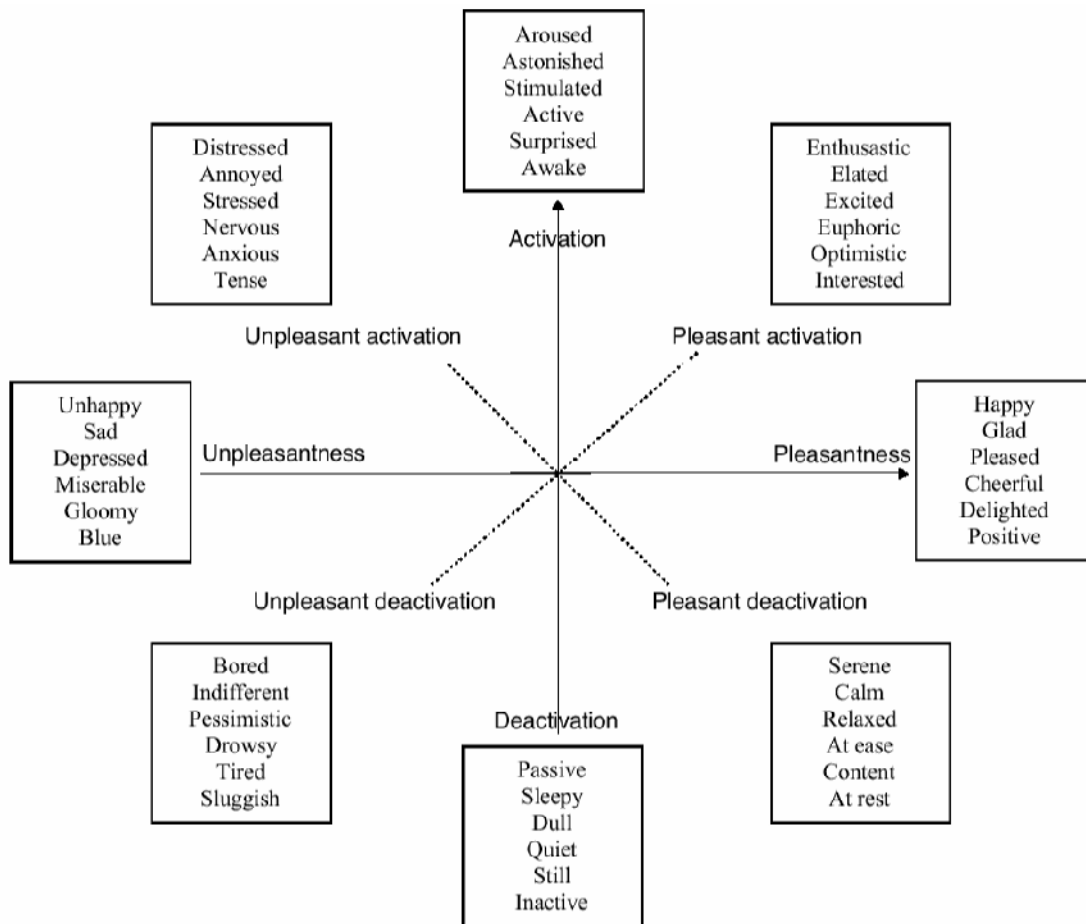 Aroused
Astonished
Stimulated
Active
Surprised
Awake
Activation
Distressed
Annoyed
Stressed
Nervous
Anxious
Tense
Enthusastic
Elated
Excited
Euphoric
Optimistic
Interested
Unpleasant activation
Pleasant activation
Unhappy
Sad
Depressed
Miserable
Gloomy
Blue
Unpleasantness
Pleasantness
Happy
Glad
Pleased
Cheerful
Delighted
Positive
Unpleasant deactivation
Pleasant deactivation
Bored
Indifferent
Pessimistic
Drowsy
Tired
Sluggish
Deactivation
Passive
Sleepy
Dull
Quiet
Still
Inactive
Serene
Calm
Relaxed
At ease
Content
At rest